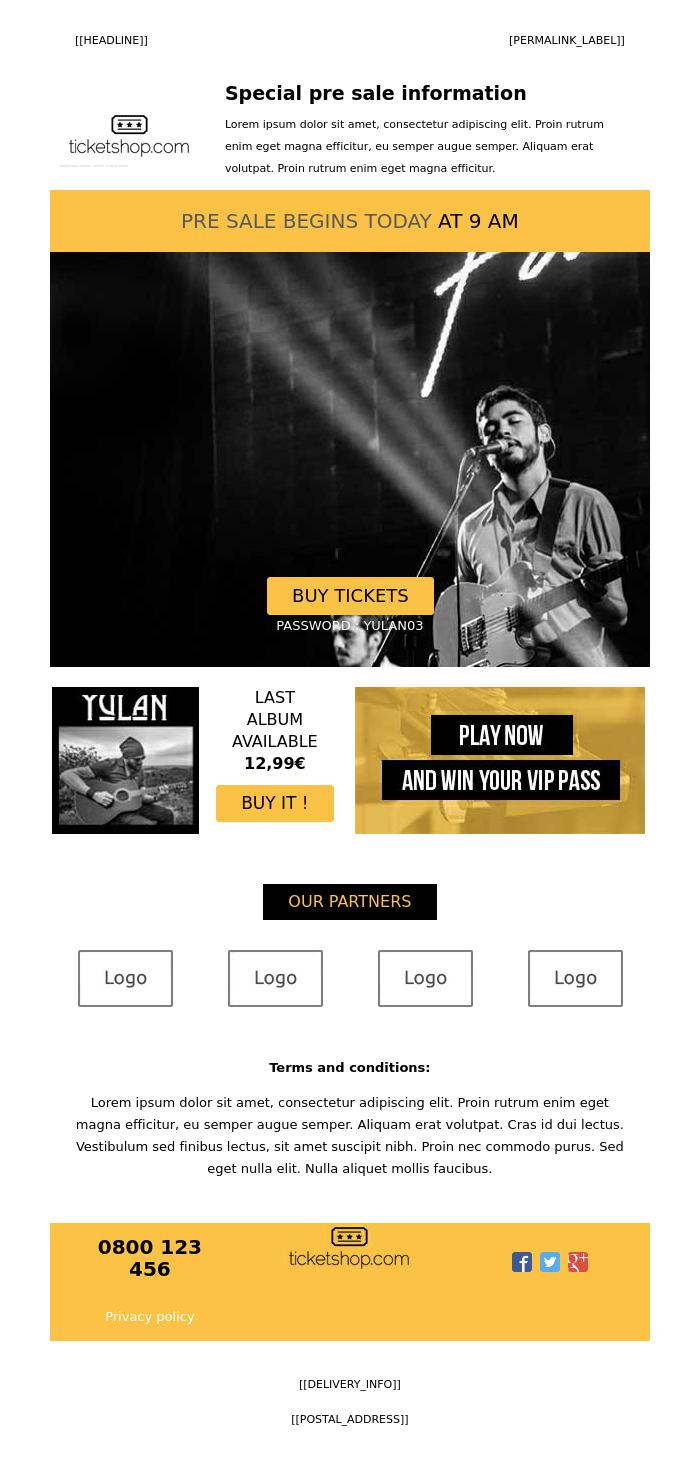 [[HEADLINE]]
[PERMALINK_LABEL]]
Special pre sale information
ticketshop.com
Lorem ipsum dolor sit amet, consectetur adipiscing elit. Proin rutrum
enim eget magna efficitur, eu semper augue semper. Aliquam erat
volutpat. Proin rutrum enim eget magna efficitur.
PRE SALE BEGINS TODAY AT 9 AM
BUY TICKETS
PASSWORD : YULAN03
YULAN
LAST
ALBUM
AVAILABLE
12,99€
BUY IT !
PLAY NOW
AND WIN YOUR VIP PASS
OUR PARTNERS
Logo
Logo
Logo
Logo
Terms and conditions:
Lorem ipsum dolor sit amet, consectetur adipiscing elit. Proin rutrum enim eget
magna efficitur, eu semper augue semper. Aliquam erat volutpat. Cras id dui lectus.
Vestibulum sed finibus lectus, sit amet suscipit nibh. Proin nec commodo purus. Sed
eget nulla elit. Nulla aliquet mollis faucibus.
0800 123
456
Privacy policy
ticketshop.com
[[DELIVERY_INFO]]
[[POSTAL_ADDRESS]]